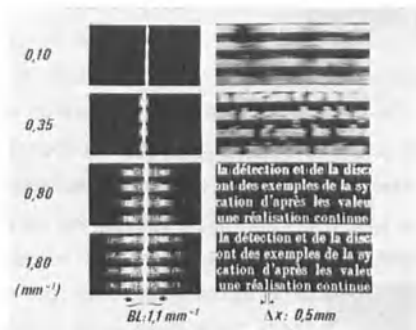 0,10
0,35
0,80
la détection et de la disc
ont des exemples de la sy
cation d'après les valeu
une réalisation continue
1,80
la détection et de la disc
ont des exemples de la sy
cation d'après les valeu
une réalisation continue
(mm⁻¹)
BL:1,1 mm⁻¹
Δx: 0,5mm